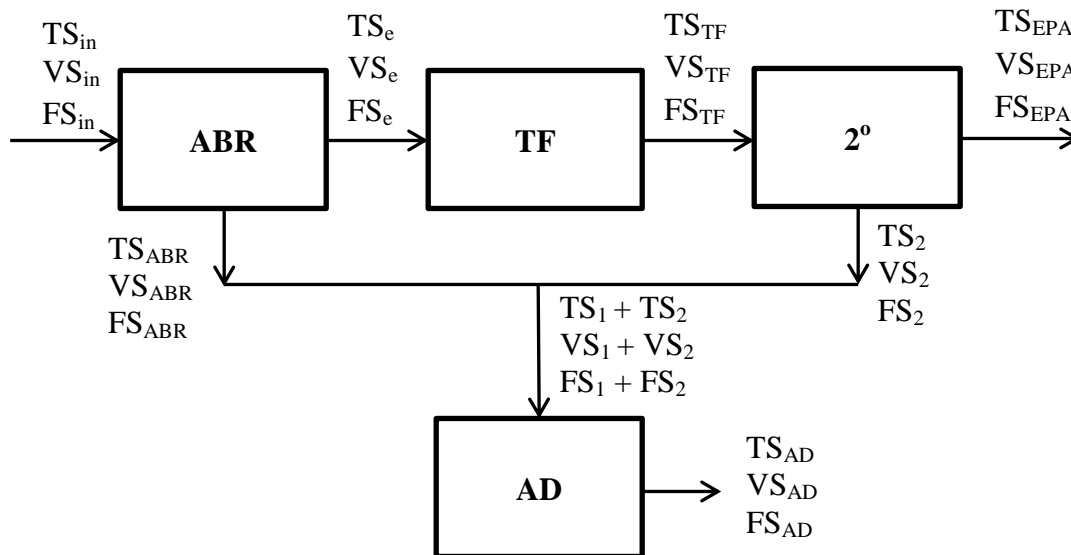 TS_in
VS_in
FS_in
ABR
TS_e
VS_e
FS_e
TF
TS_TF
VS_TF
FS_TF
2º
TS_EPA
VS_EPA
FS_EPA
TS_ABR
VS_ABR
FS_ABR
TS_2
VS_2
FS_2
TS_1 + TS_2
VS_1 + VS_2
FS_1 + FS_2
AD
TS_AD
VS_AD
FS_AD